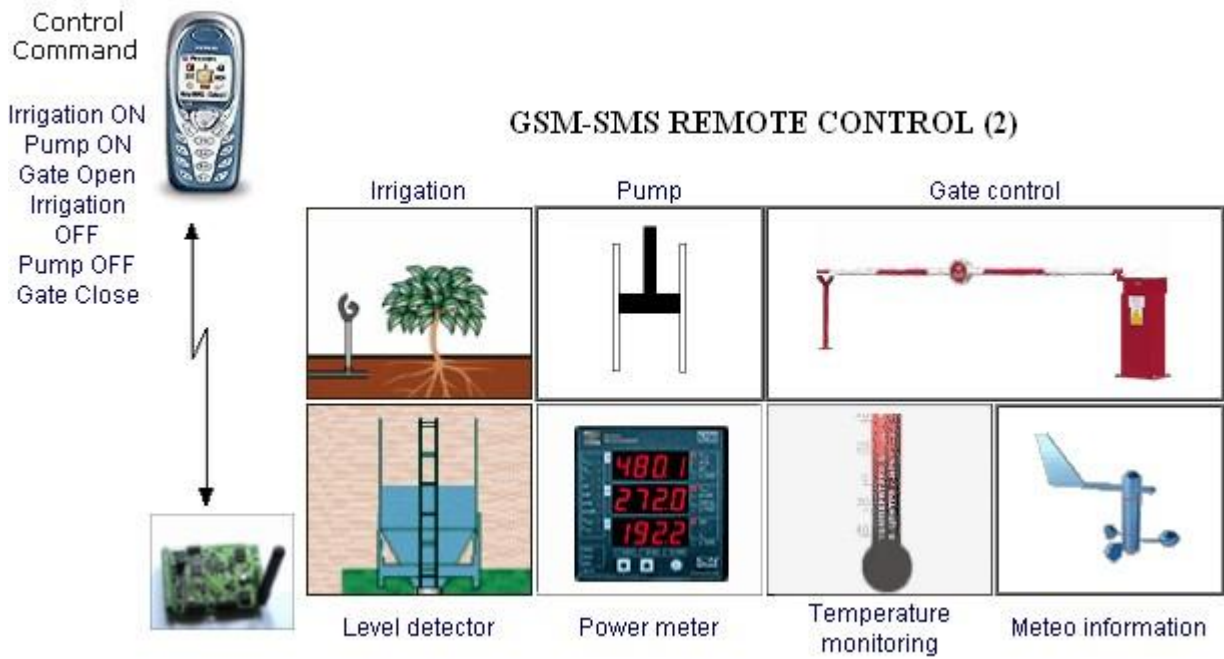 Control
Command
Irrigation ON
Pump ON
Gate Open
Irrigation
OFF
Pump OFF
Gate Close
GSM-SMS REMOTE CONTROL (2)
Irrigation
Pump
Gate control
480.1
272.0
192.2
Level detector
Power meter
Temperature
monitoring
Meteo information